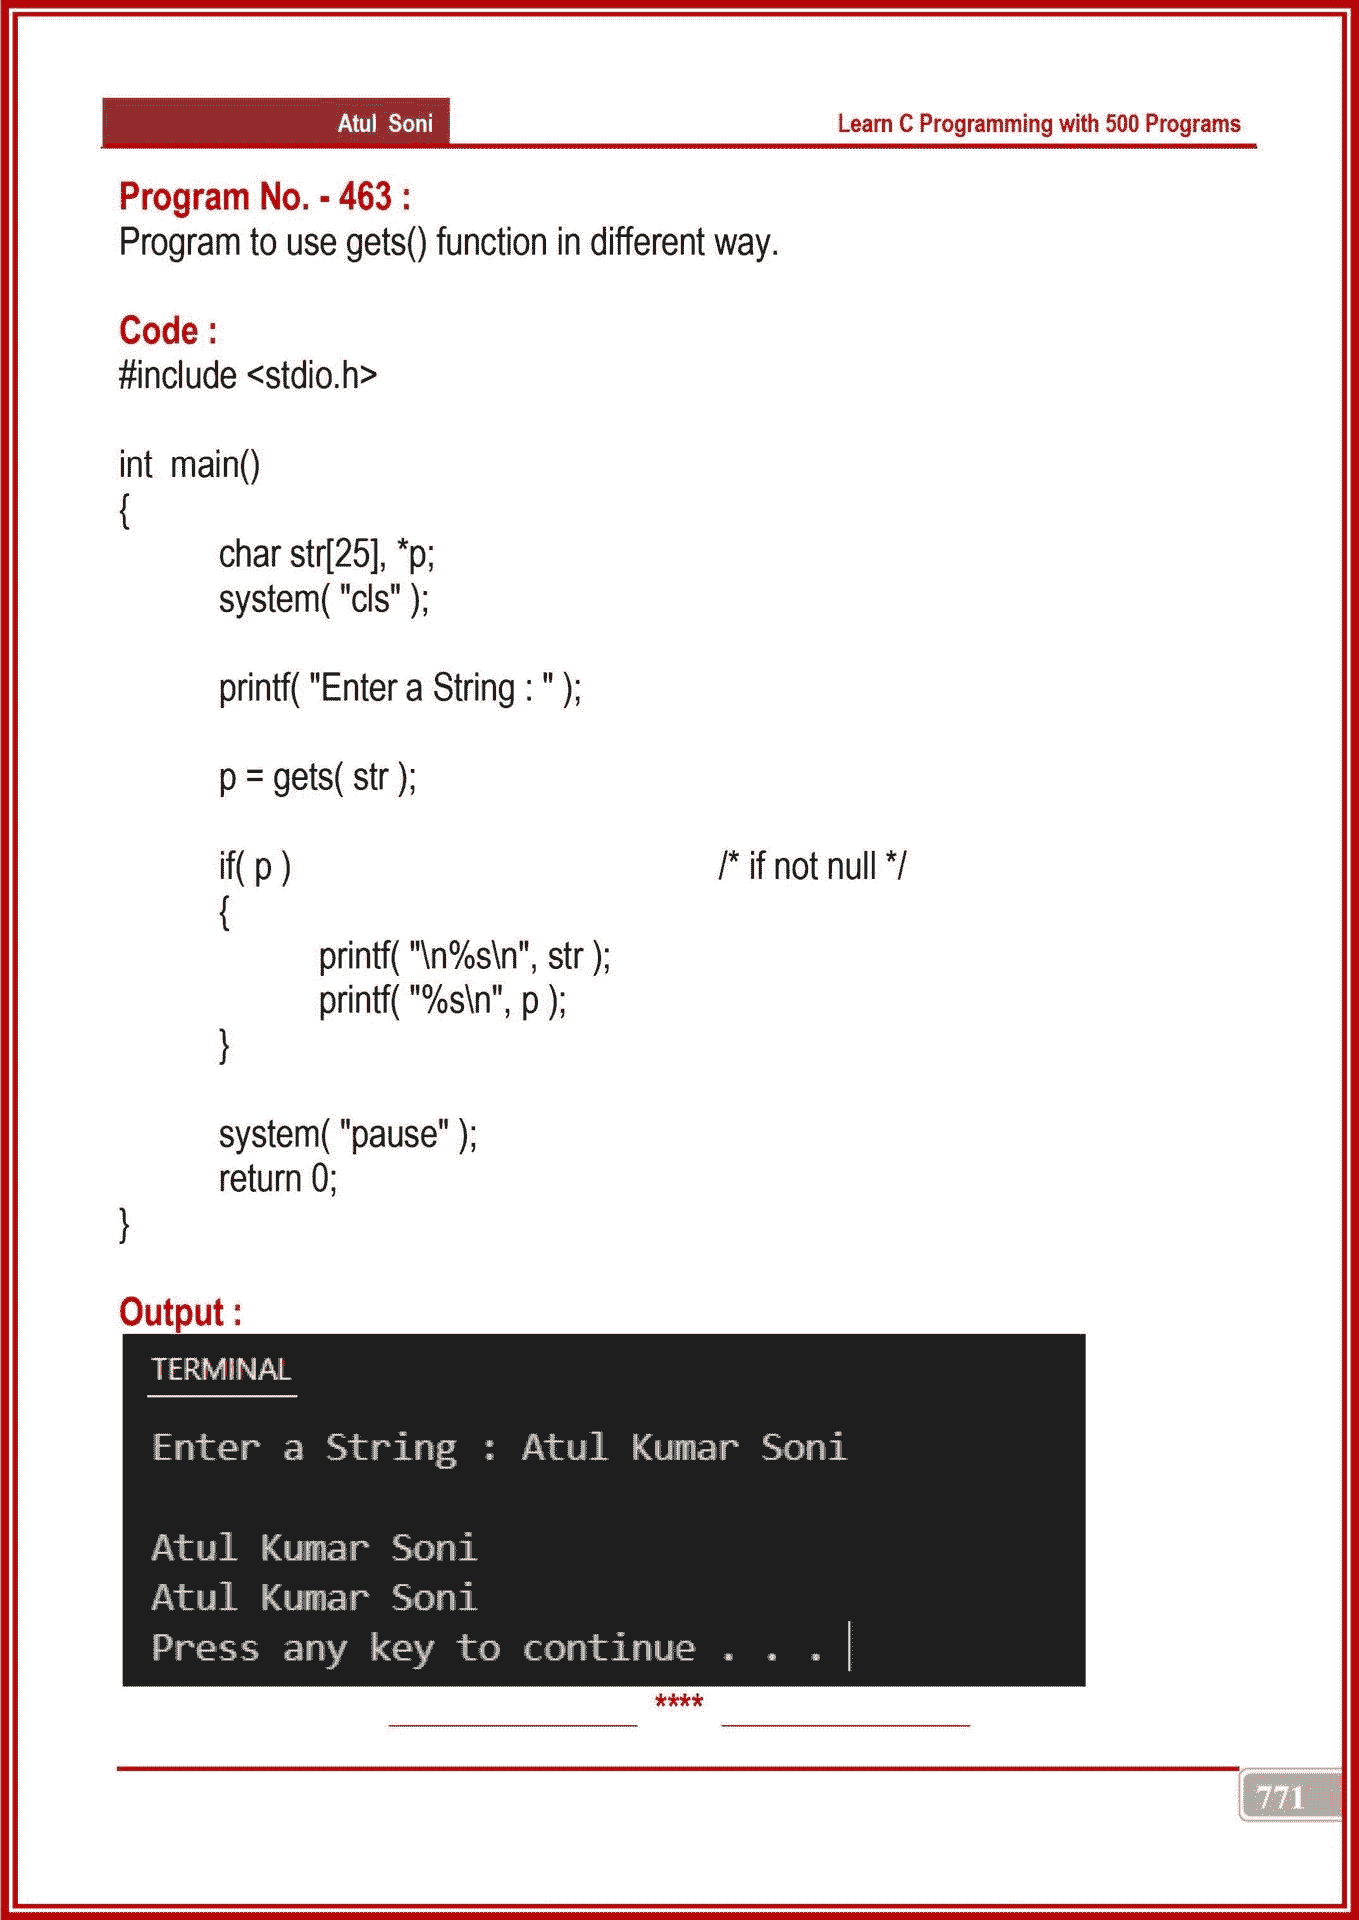 Atul Soni
Learn C Programming with 500 Programs
Program No. - 463 :
Program to use gets() function in different way.
Code :
#include <stdio.h>
int main()
{
char str[25], *p;
system( "cls" );
printf( "Enter a String : " );
p = gets( str );
if( p ) /* if not null */
{
printf( "\n%s\n", str );
printf( "%s\n", p );
}
system( "pause" );
return 0;
}
Output :
TERMINAL
Enter a String : Atul Kumar Soni
Atul Kumar Soni
Atul Kumar Soni
Press any key to continue . . .
****
771